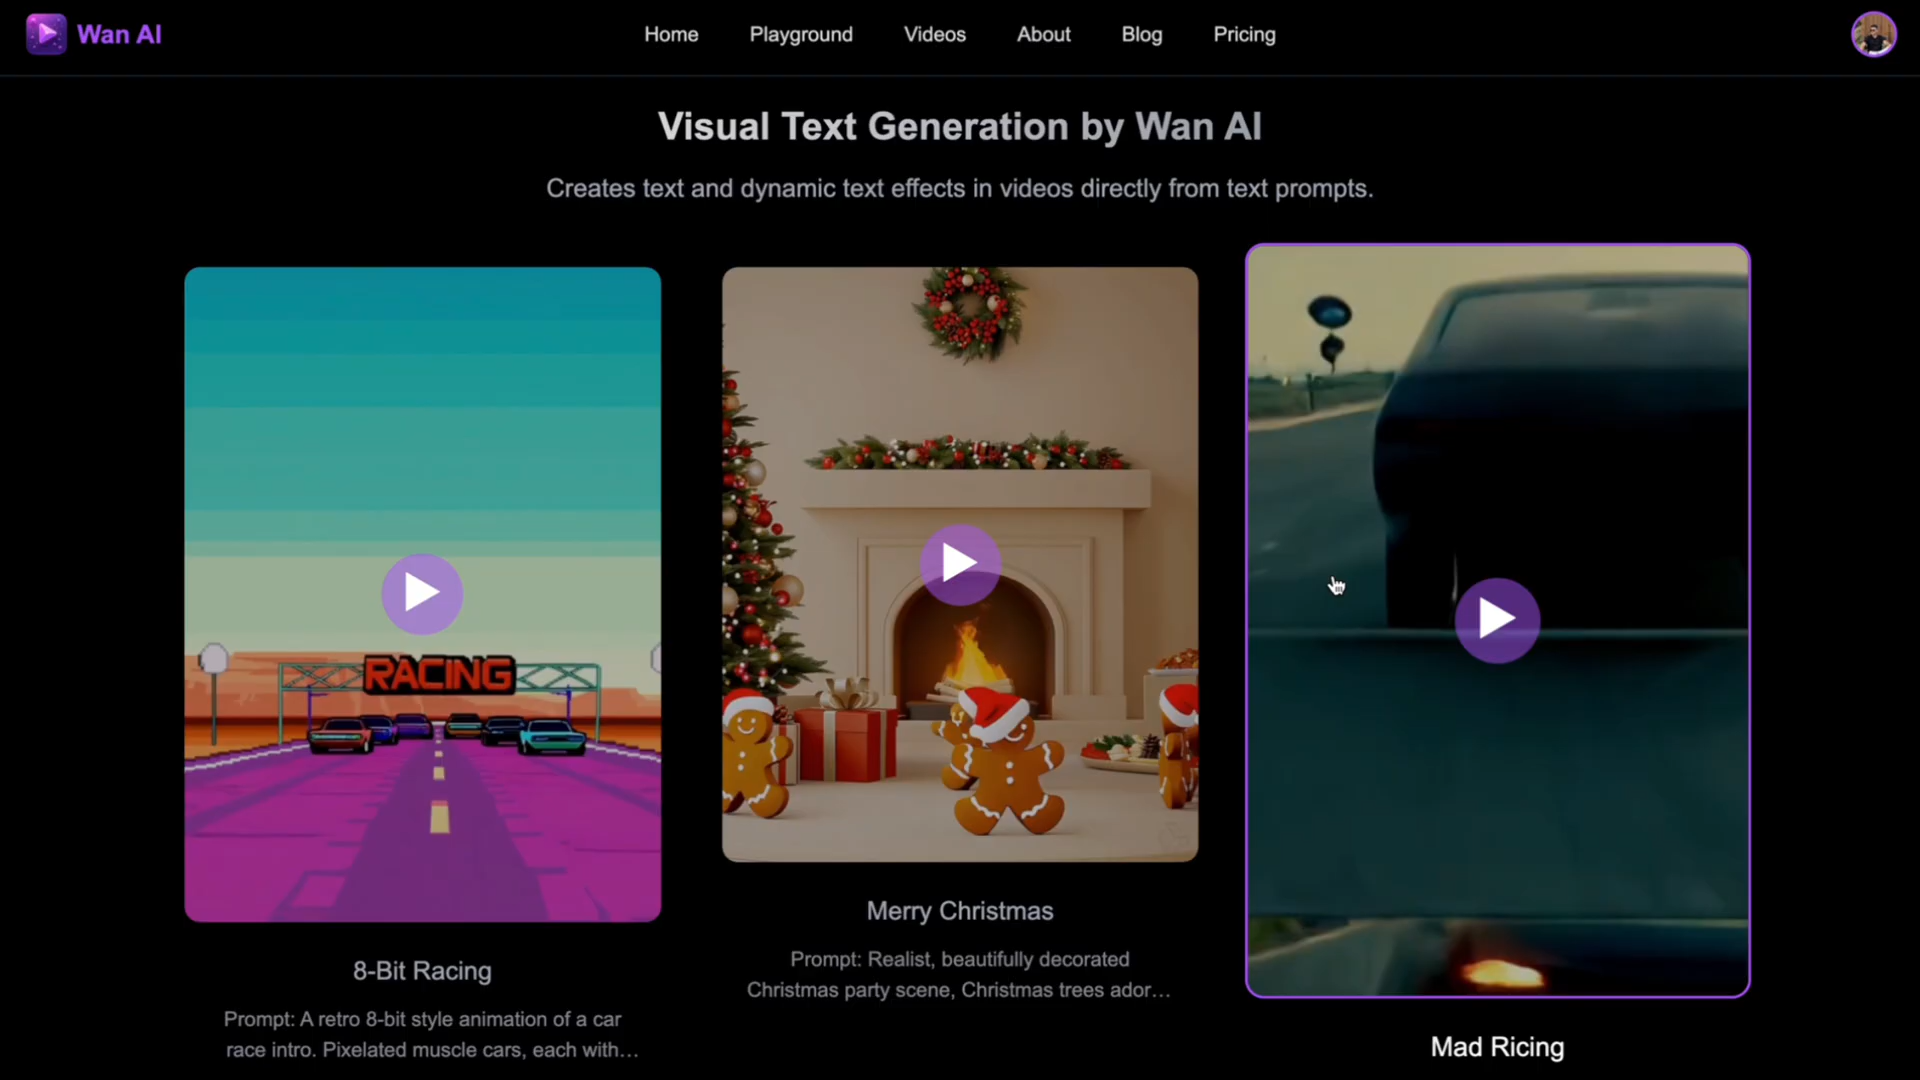 Wan AI
Home
Playground
Videos
About
Blog
Pricing
Visual Text Generation by Wan AI
Creates text and dynamic text effects in videos directly from text prompts.
RACING
8-Bit Racing
Prompt: A retro 8-bit style animation of a car
race intro. Pixelated muscle cars, each with...
Merry Christmas
Prompt: Realist, beautifully decorated
Christmas party scene, Christmas trees ador...
Mad Ricing